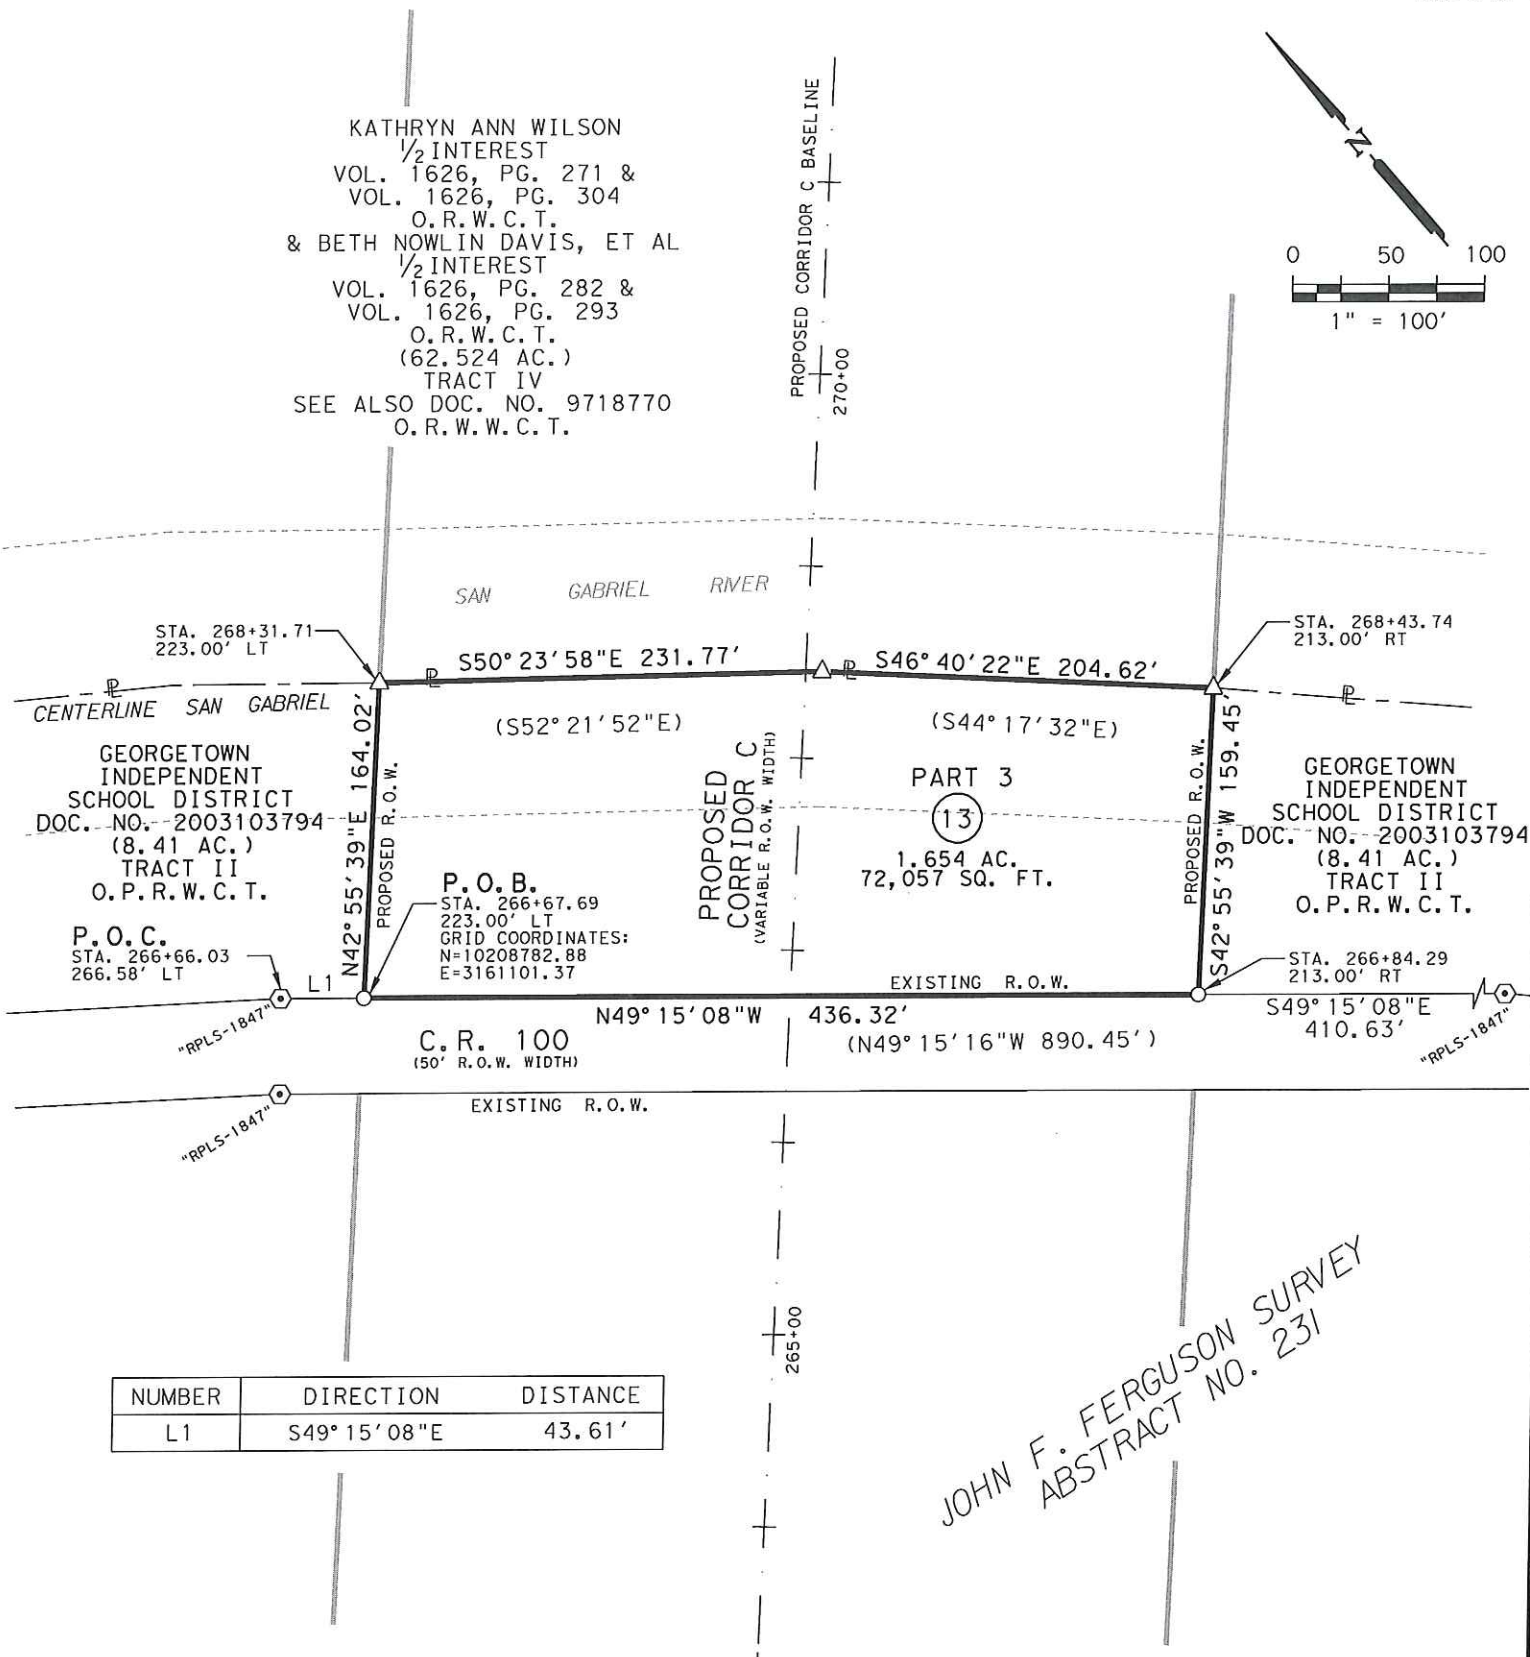 KATHRYN ANN WILSON
1/2 INTEREST
VOL. 1626, PG. 271 &
VOL. 1626, PG. 304
O.R.W.C.T.
& BETH NOWLIN DAVIS, ET AL
1/2 INTEREST
VOL. 1626, PG. 282 &
VOL. 1626, PG. 293
O.R.W.C.T.
(62.524 AC.)
TRACT IV
SEE ALSO DOC. NO. 9718770
O.R.W.W.C.T.
PROPOSED CORRIDOR C BASELINE
270+00
N
0 50 100
1" = 100'
SAN GABRIEL RIVER
STA. 268+31.71
223.00' LT
S50°23'58"E 231.77'
S46°40'22"E 204.62'
STA. 268+43.74
213.00' RT
PL
PL
PL
PL
CENTERLINE SAN GABRIEL
(S52°21'52"E)
(S44°17'32"E)
GEORGETOWN
INDEPENDENT
SCHOOL DISTRICT
DOC. NO. 2003103794
(8.41 AC.)
TRACT II
O.P.R.W.C.T.
N42°55'39"E 164.02'
PROPOSED R.O.W.
PROPOSED
CORRIDOR C
(VARIABLE R.O.W. WIDTH)
PART 3
13
1.654 AC.
72,057 SQ. FT.
PROPOSED R.O.W.
S42°55'39"W 159.45'
GEORGETOWN
INDEPENDENT
SCHOOL DISTRICT
DOC. NO. 2003103794
(8.41 AC.)
TRACT II
O.P.R.W.C.T.
P.O.C.
STA. 266+66.03
266.58' LT
P.O.B.
STA. 266+67.69
223.00' LT
GRID COORDINATES:
N=10208782.88
E=3161101.37
STA. 266+84.29
213.00' RT
L1
EXISTING R.O.W.
"RPLS-1847"
N49°15'08"W 436.32'
(N49°15'16"W 890.45')
S49°15'08"E
410.63'
"RPLS-1847"
C.R. 100
(50' R.O.W. WIDTH)
EXISTING R.O.W.
"RPLS-1847"
265+00
JOHN F. FERGUSON SURVEY
ABSTRACT NO. 231
NUMBER DIRECTION DISTANCE
L1 S49°15'08"E 43.61'